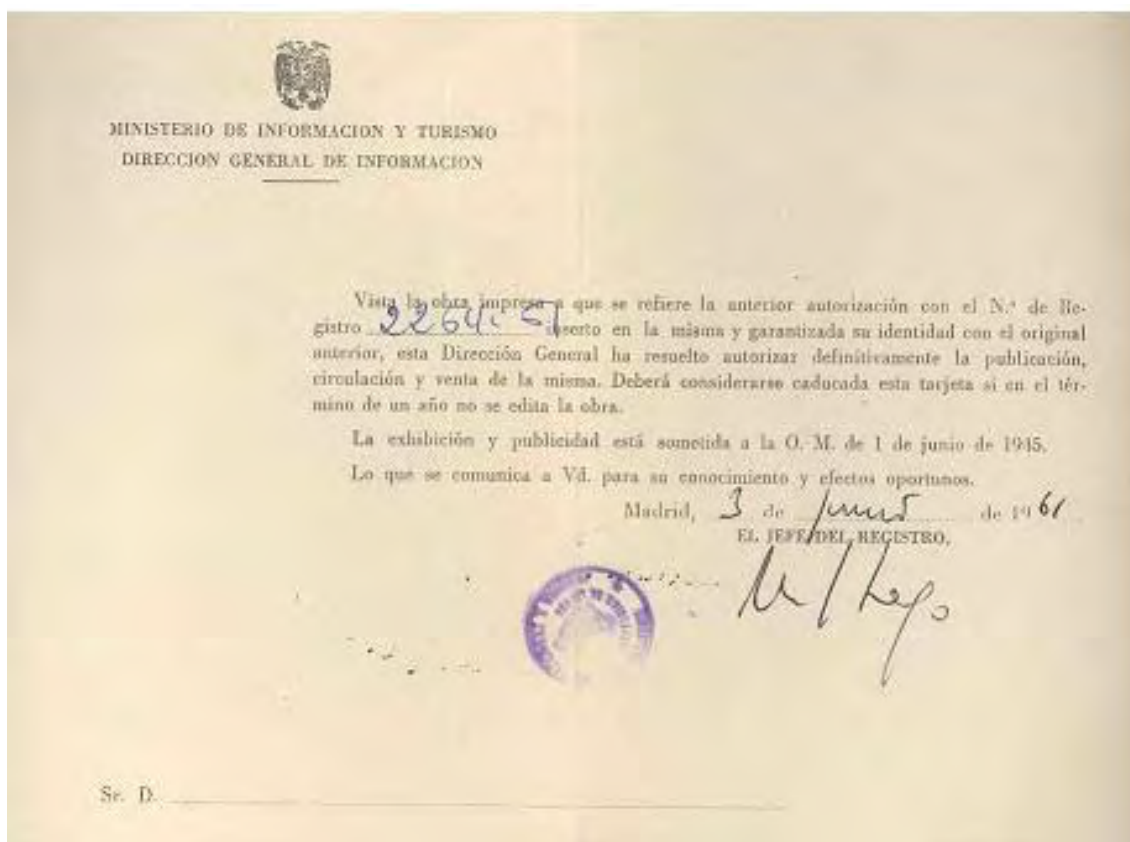 MINISTERIO DE INFORMACION Y TURISMO
DIRECCION GENERAL DE INFORMACION
Vista la obra impresa a que se refiere la anterior autorización con el N.º de Re-
gistro inserto en la misma y garantizada su identidad con el original
anterior, esta Dirección General ha resuelto autorizar definitivamente la publicación,
circulación y venta de la misma. Deberá considerarse caducada esta tarjeta si en el tér-
mino de un año no se edita la obra.
La exhibición y publicidad está sometida a la O. M. de 1 de junio de 1945.
Lo que se comunica a Vd. para su conocimiento y efectos oportunos.
Madrid, 3 de de 1961
EL JEFE DEL REGISTRO,
Sr. D.